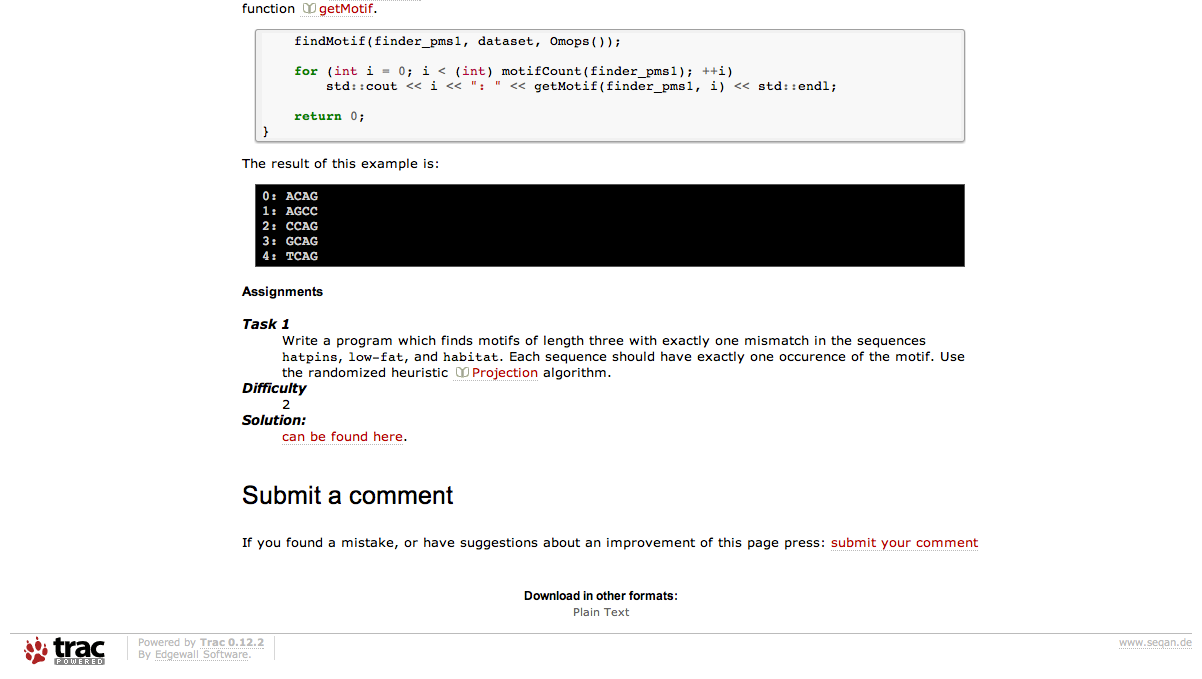 function getMotif.
findMotif(finder_pms1, dataset, Omops());
for (int i = 0; i < (int) motifCount(finder_pms1); ++i)
std::cout << i << ": " << getMotif(finder_pms1, i) << std::endl;
return 0;
}
The result of this example is:
0: ACAG
1: AGCC
2: CCAG
3: GCAG
4: TCAG
Assignments
Task 1
Write a program which finds motifs of length three with exactly one mismatch in the sequences
hatpins, low-fat, and habitat. Each sequence should have exactly one occurence of the motif. Use
the randomized heuristic Projection algorithm.
Difficulty
2
Solution:
can be found here.
Submit a comment
If you found a mistake, or have suggestions about an improvement of this page press: submit your comment
Download in other formats:
Plain Text
trac
POWERED
Powered by Trac 0.12.2
By Edgewall Software.
www.seqan.de